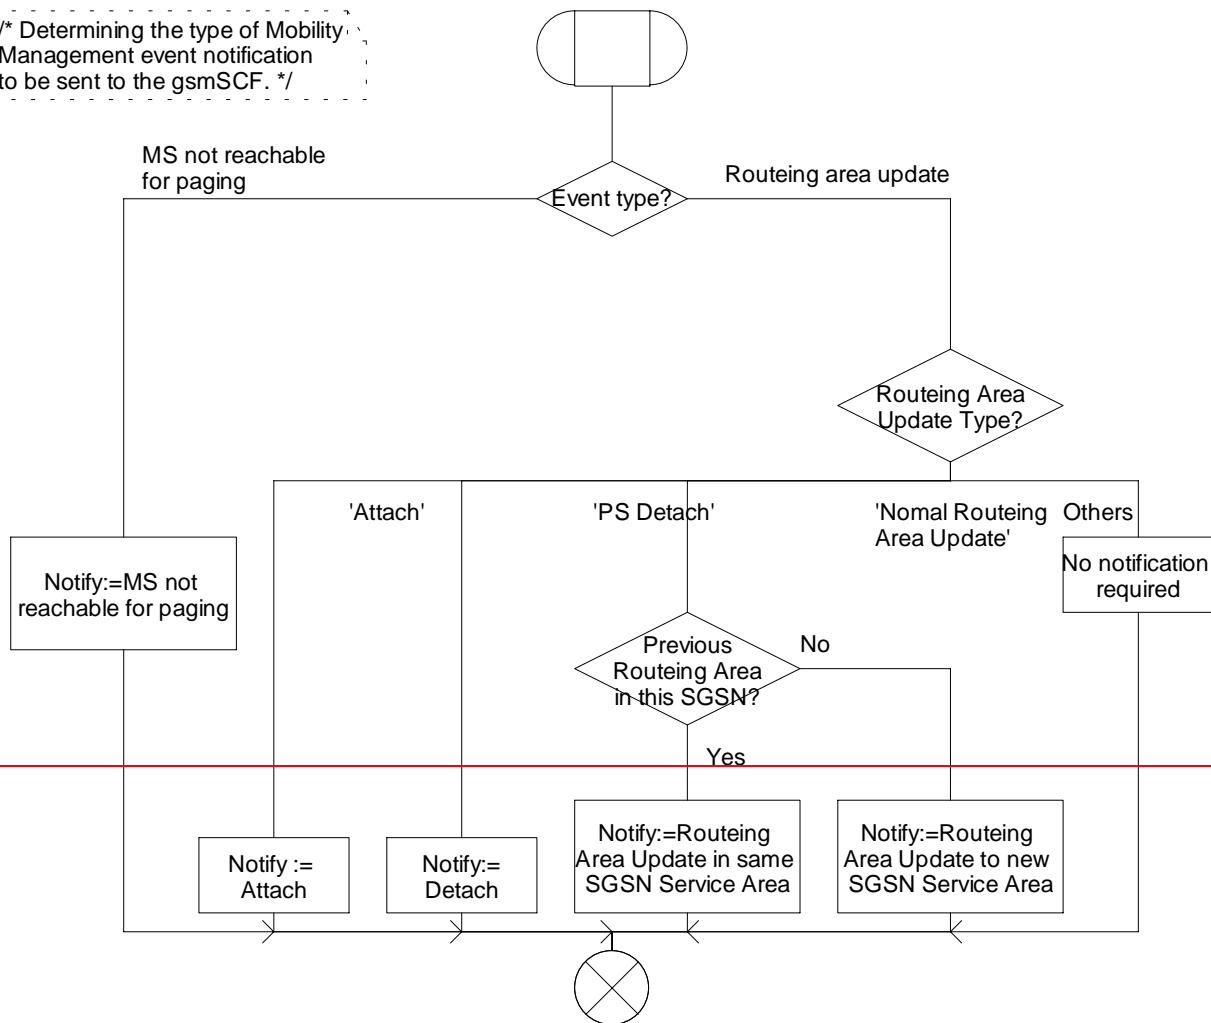 /* Determining the type of Mobility
Management event notification
to be sent to the gsmSCF. */
MS not reachable
for paging
Event type?
Routeing area update
Routeing Area
Update Type?
'Attach'
'PS Detach'
'Nomal Routeing
Area Update'
Others
Notify:=MS not
reachable for paging
No notification
required
Previous
Routeing Area
in this SGSN?
No
Yes
Notify :=
Attach
Notify:=
Detach
Notify:=Routeing
Area Update in same
SGSN Service Area
Notify:=Routeing
Area Update to new
SGSN Service Area